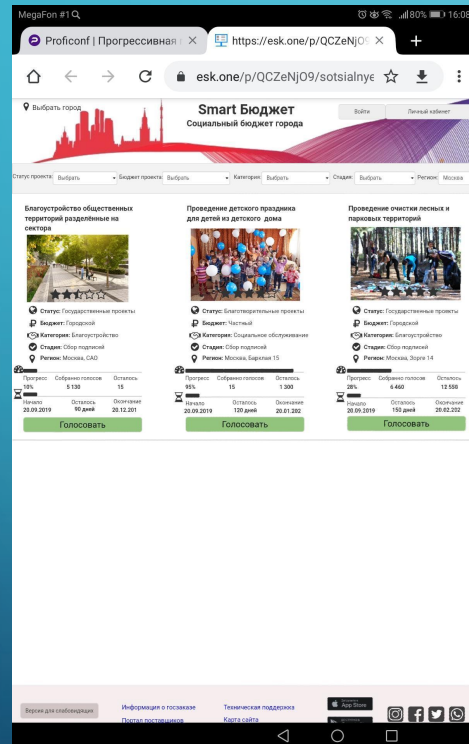 MegaFon #1 80% 16:08
Proficonf | Прогрессивная
https://esk.one/p/QCZeNjO9
esk.one/p/QCZeNjO9/sotsialnye
Выбрать город
Smart Бюджет
Социальный бюджет города
Войти
Личный кабинет
Статус проекта: Выбрать Бюджет проекта: Выбрать Категория: Выбрать Стадия: Выбрать Регион: Москва
Благоустройство общественных
территорий разделённые на
сектора
Статус: Государственные проекты
Бюджет: Городской
Категория: Благоустройство
Стадия: Сбор подписей
Регион: Москва, САО
Прогресс Собранно голосов Осталось
10% 5 130 15
Начало Осталось Окончание
20.09.2019 90 дней 20.12.201
Голосовать
Проведение детского праздника
для детей из детского дома
Статус: Благотворительные проекты
Бюджет: Частный
Категория: Социальное обслуживание
Стадия: Сбор подписей
Регион: Москва, Барклая 15
Прогресс Собранно голосов Осталось
95% 15 1 300
Начало Осталось Окончание
20.09.2019 120 дней 20.01.202
Голосовать
Проведение очистки лесных и
парковых территорий
Статус: Государственные проекты
Бюджет: Городской
Категория: Благоустройство
Стадия: Сбор подписей
Регион: Москва, Зорге 14
Прогресс Собранно голосов Осталось
28% 6 460 12 550
Начало Осталось Окончание
20.09.2019 150 дней 20.02.202
Голосовать
Версия для слабовидящих
Информация о госзаказе
Портал поставщиков
Техническая поддержка
Карта сайта
App Store